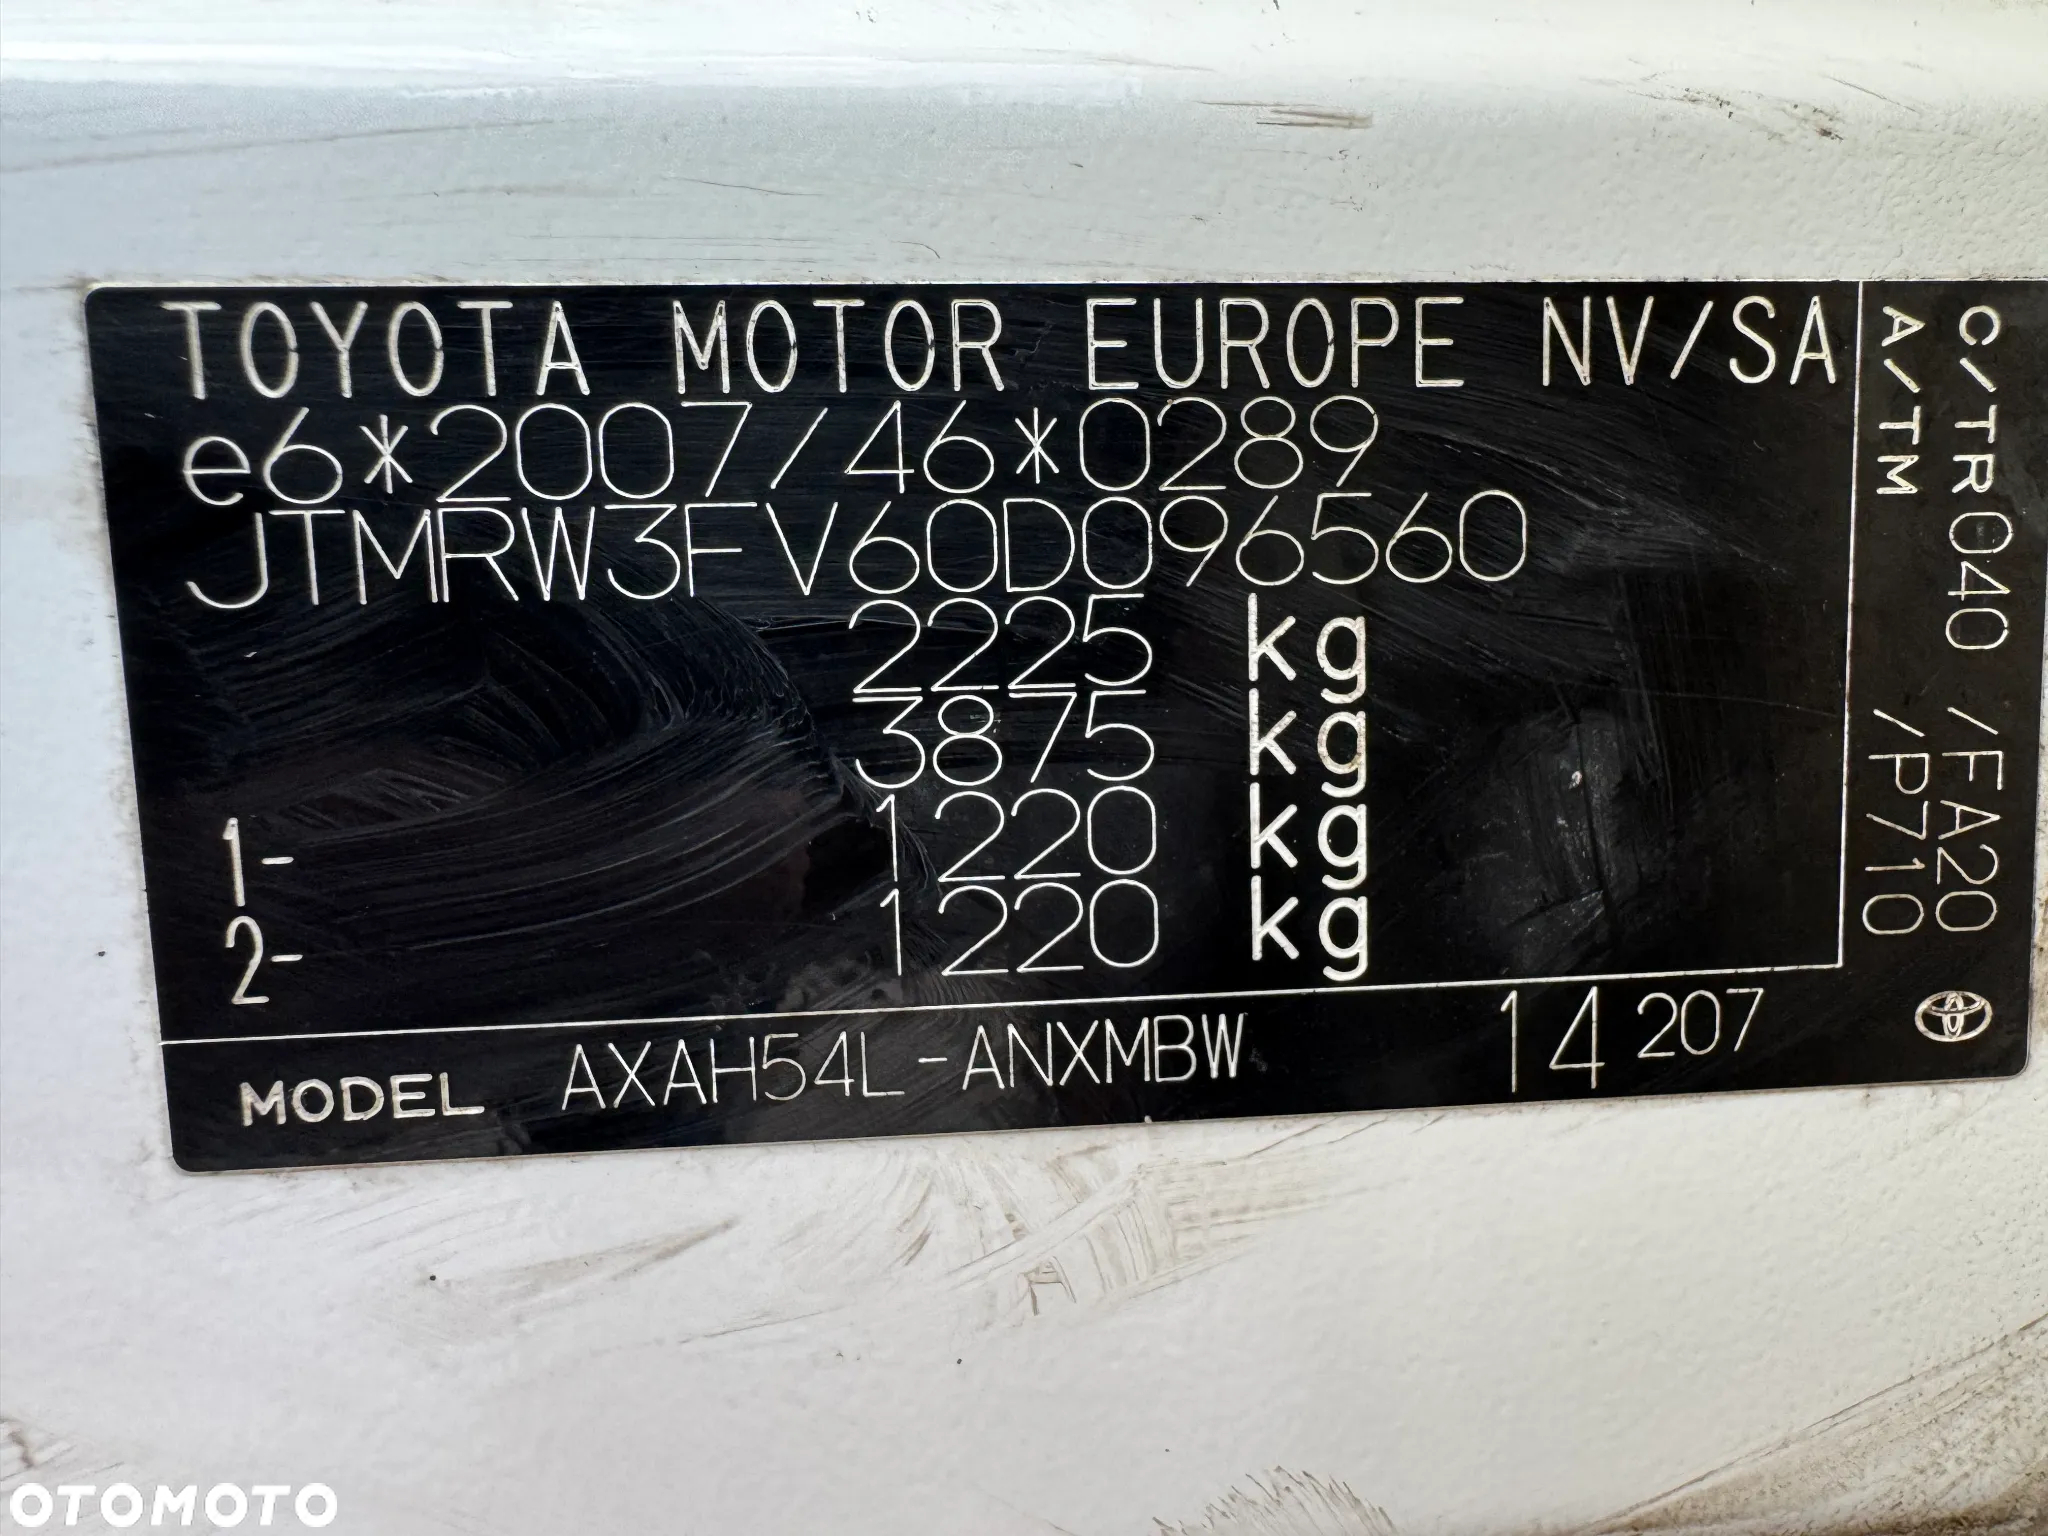 TOYOTA MOTOR EUROPE NV/SA
e6*2007/46*0289
JTMRW3FV60D096560
2225 kg
3875 kg
1- 1220 kg
2- 1220 kg
MODEL AXAH54L-ANXMBW 14 207
C/TR040 /FA20
A/TM /P710
OTOMOTO